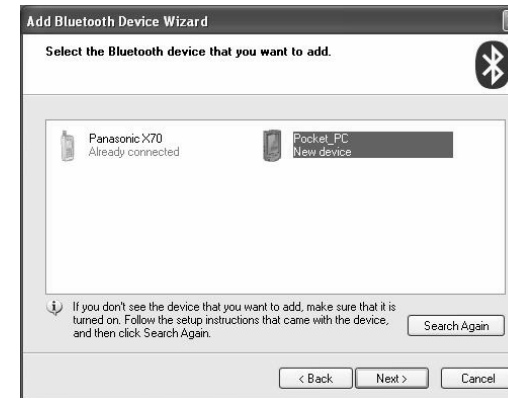 Add Bluetooth Device Wizard
Select the Bluetooth device that you want to add.
Panasonic X70
Already connected
Pocket_PC
New device
If you don't see the device that you want to add, make sure that it is
turned on. Follow the setup instructions that came with the device,
and then click Search Again.
Search Again
< Back
Next >
Cancel